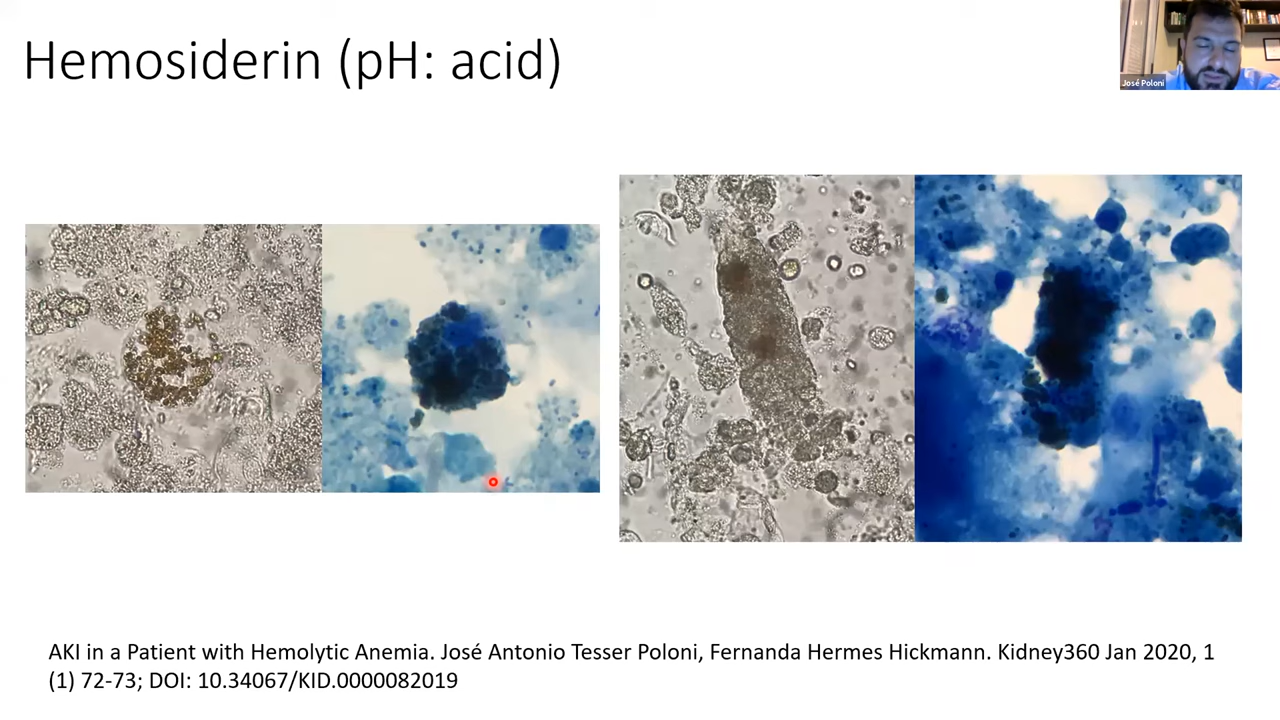 Hemosiderin (pH: acid)
José Poloni
AKI in a Patient with Hemolytic Anemia. José Antonio Tesser Poloni, Fernanda Hermes Hickmann. Kidney360 Jan 2020, 1
(1) 72-73; DOI: 10.34067/KID.0000082019